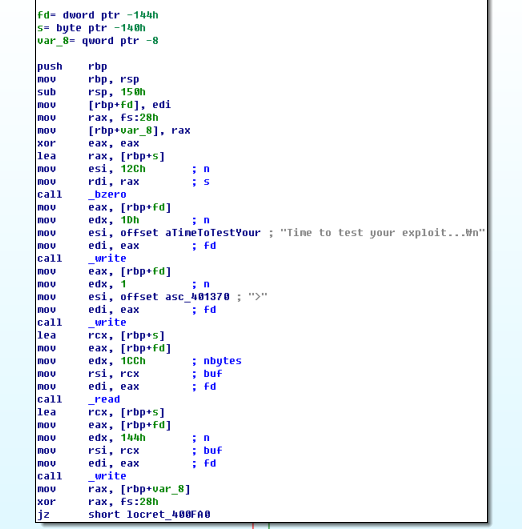 fd= dword ptr -144h
s= byte ptr -140h
var_8= qword ptr -8
push rbp
mov rbp, rsp
sub rsp, 150h
mov [rbp+fd], edi
mov rax, fs:28h
mov [rbp+var_8], rax
xor eax, eax
lea rax, [rbp+s]
mov esi, 12Ch ; n
mov rdi, rax ; s
call _bzero
mov eax, [rbp+fd]
mov edx, 1Dh ; n
mov esi, offset aTimeToTestYour ; "Time to test your exploit...₩n"
mov edi, eax ; fd
call _write
mov eax, [rbp+fd]
mov edx, 1 ; n
mov esi, offset asc_401370 ; ">"
mov edi, eax ; fd
call _write
lea rcx, [rbp+s]
mov eax, [rbp+fd]
mov edx, 1CCh ; nbytes
mov rsi, rcx ; buf
mov edi, eax ; fd
call _read
lea rcx, [rbp+s]
mov eax, [rbp+fd]
mov edx, 144h ; n
mov rsi, rcx ; buf
mov edi, eax ; fd
call _write
mov rax, [rbp+var_8]
xor rax, fs:28h
jz short locret_400FA0